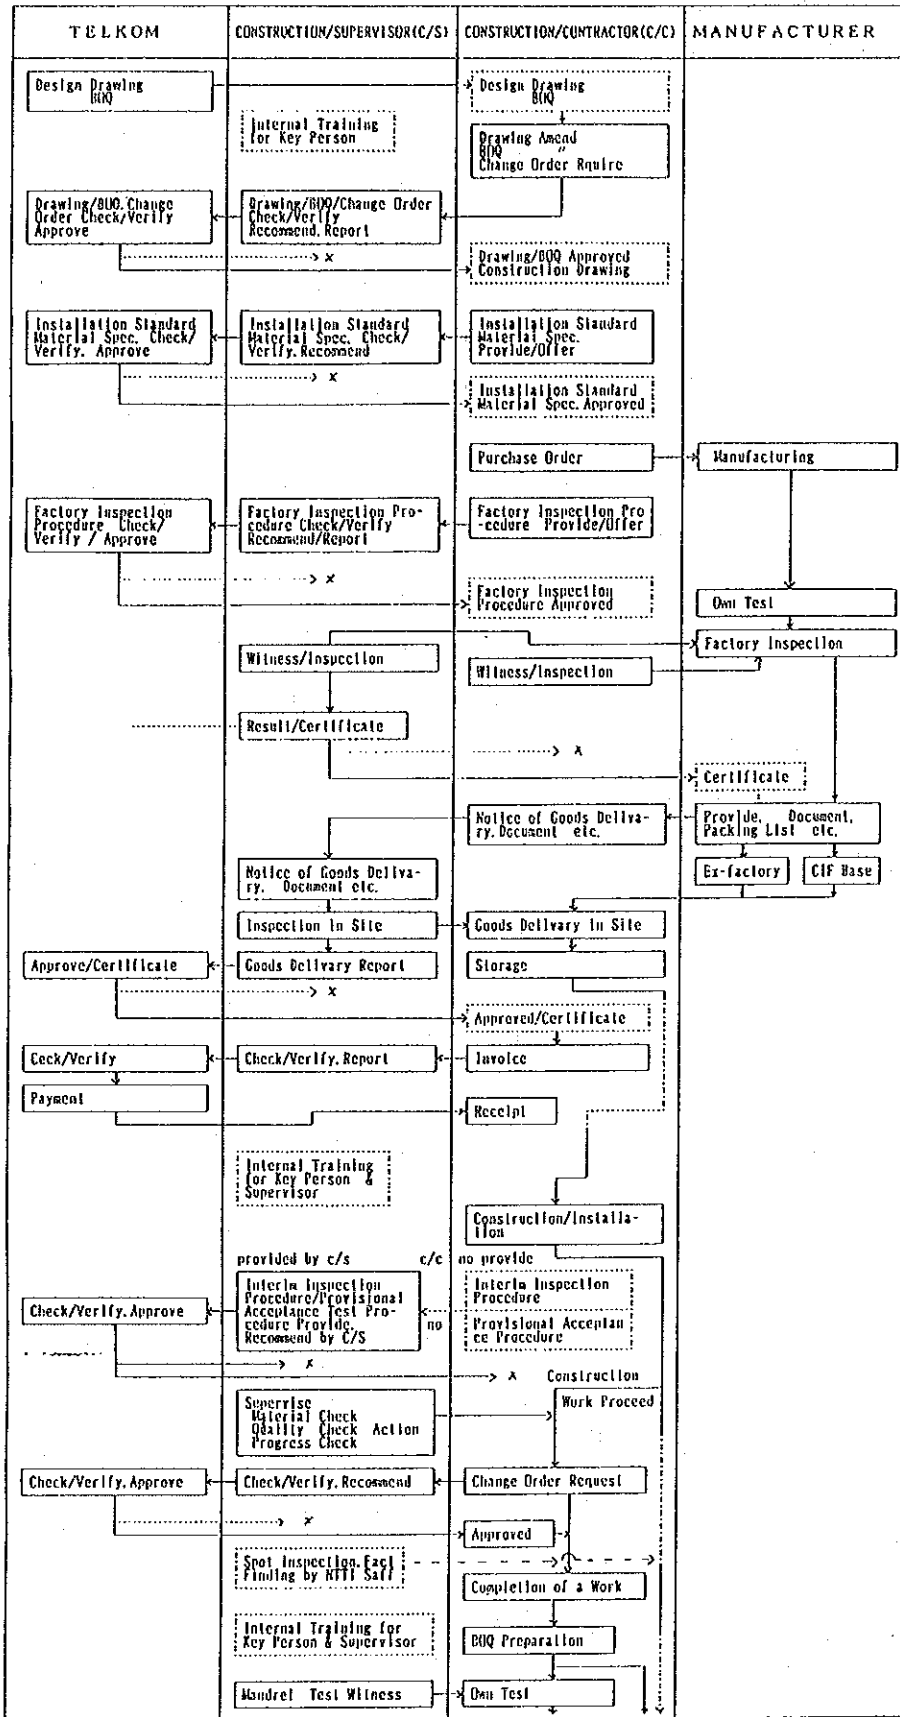 TELKOM
CONSTRUCTION/SUPERVISOR(C/S)
CONSTRUCTION/CONTRACTOR(C/C)
MANUFACTURER
Design Drawing
BOQ
Design Drawing
BOQ
Internal Training
for Key Person
Drawing Amend
BOQ "
Change Order Rquire
Drawing/BOQ.Change
Order Check/Verify
Approve
Drawing/BOQ/Change Order
Check/Verify
Recommend.Report
x
Drawing/BOQ Approved
Construction Drawing
Installation Standard
Material Spec. Check/
Verify. Approve
Installation Standard
Material Spec. Check/
Verify.Recommend
Installation Standard
Material Spec.
Provide/Offer
x
Installation Standard
Material Spec.Approved
Purchase Order
Manufacturing
Factory Inspection
Procedure Check/
Verify / Approve
Factory Inspection Pro-
cedure Check/Verify
Recommend/Report
Factory Inspection Pro
-cedure Provide/Offer
x
Factory Inspection
Procedure Approved
Own Test
Witness/Inspection
Factory Inspection
Witness/Inspection
Result/Certificate
x
Certificate
Notice of Goods Deliva-
ry.Document etc.
Provide, Document,
Packing List etc.
Notice of Goods Deliva-
ry. Document etc.
Ex-factory
CIF Base
Inspection in Site
Goods Delivary in Site
Approve/Certificate
Goods Delivary Report
Storage
x
Approved/Certificate
Ceck/Verify
Check/Verify.Report
Invoice
Payment
Receipt
Internal Training
for Key Person &
Supervisor
Construction/Installa-
tion
provided by c/s
c/c no provide
Check/Verify.Approve
Interim Inspection
Procedure/Provisional
Acceptance Test Pro-
cedure Provide.
Recommend by C/S
no
Interim Inspection
Procedure
Provisional Acceptan
ce Procedure
x
x
Construction
Supervise
Material Check
Quality Check Action
Progress Check
Work Proceed
Check/Verify.Approve
Check/Verify.Recommend
Change Order Request
x
Approved
Spot Inspection.Fact
Finding by NTTI Saff
Completion of a Work
Internal Training for
Key Person & Supervisor
BOQ Preparation
Mandrel Test Witness
Own Test